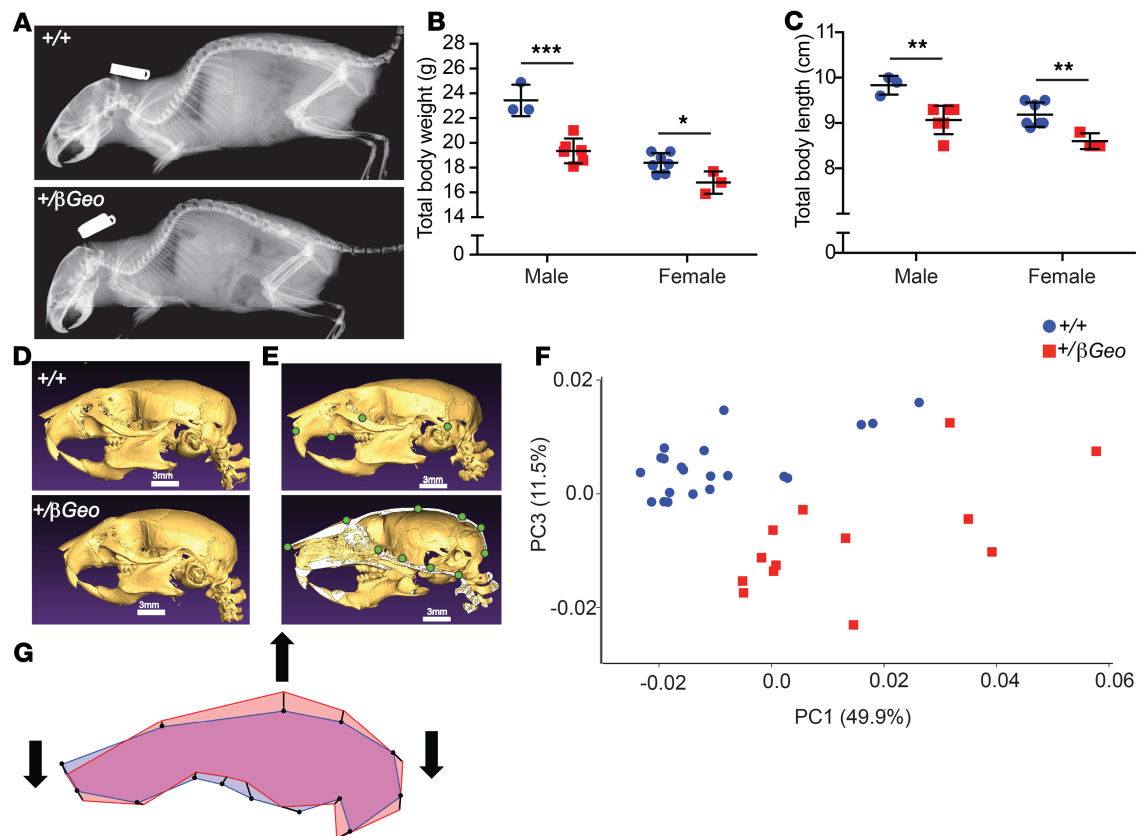 A
+/+
+/βGeo
B
Total body weight (g)
28
26
24
22
20
18
16
14
0
***
*
Male
Female
C
Total body length (cm)
11
10
9
8
0
**
**
Male
Female
+/+
+/βGeo
D
+/+
3mm
+/βGeo
3mm
E
3mm
3mm
F
PC3 (11.5%)
0.02
0.0
-0.02
-0.02
0.0
0.02
0.04
0.06
PC1 (49.9%)
G